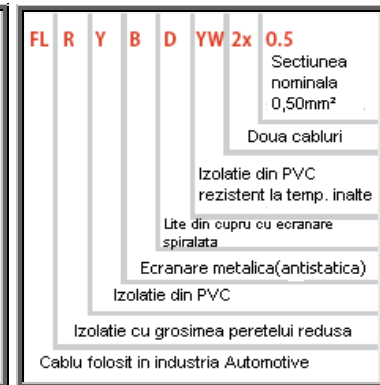 FL R Y B D YW 2x 0.5
Sectiunea
nominala
0,50mm²
Doua cabluri
Izolatie din PVC
rezistent la temp. inalte
Lite din cupru cu ecranare
spiralata
Ecranare metalica(antistatica)
Izolatie din PVC
Izolatie cu grosimea peretelui redusa
Cablu folosit in industria Automotive